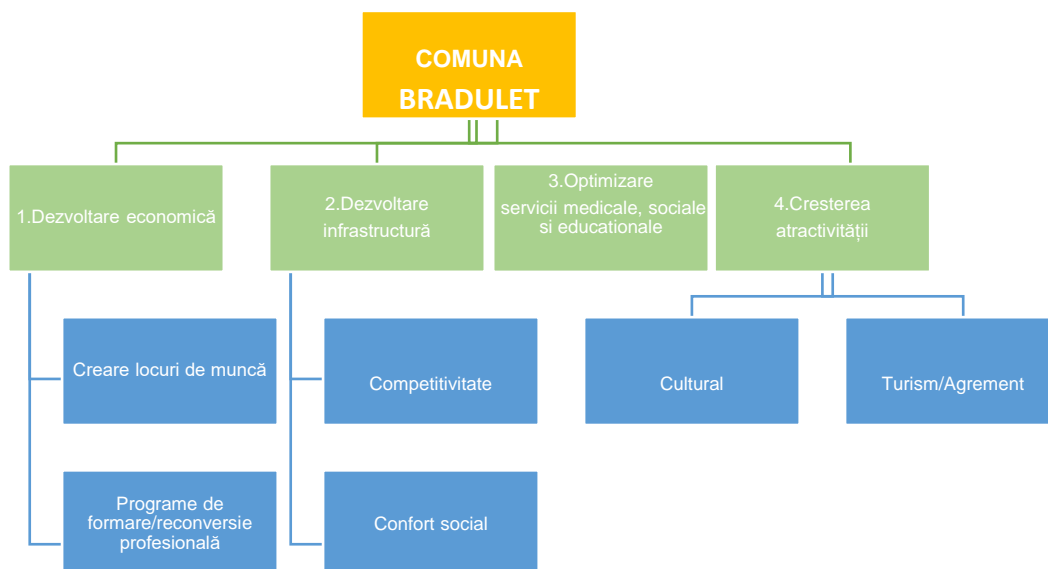 COMUNA
BRADULET
1.Dezvoltare economică
2.Dezvoltare
infrastructură
3.Optimizare
servicii medicale, sociale
si educationale
4.Cresterea
atractivității
Creare locuri de muncă
Competitivitate
Cultural
Turism/Agrement
Programe de
formare/reconversie
profesională
Confort social